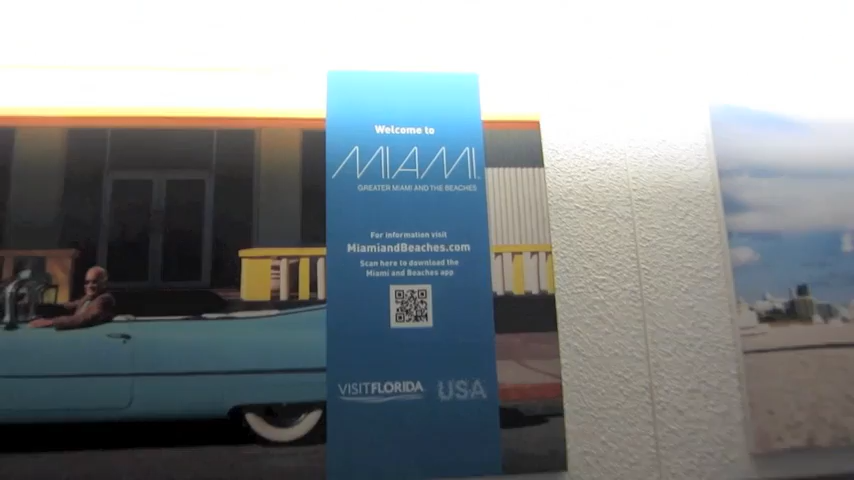 Welcome to
MIAMI
GREATER MIAMI AND THE BEACHES
For information visit
MiamiandBeaches.com
Scan here to download the
Miami and Beaches app
VISITFLORIDA
USA